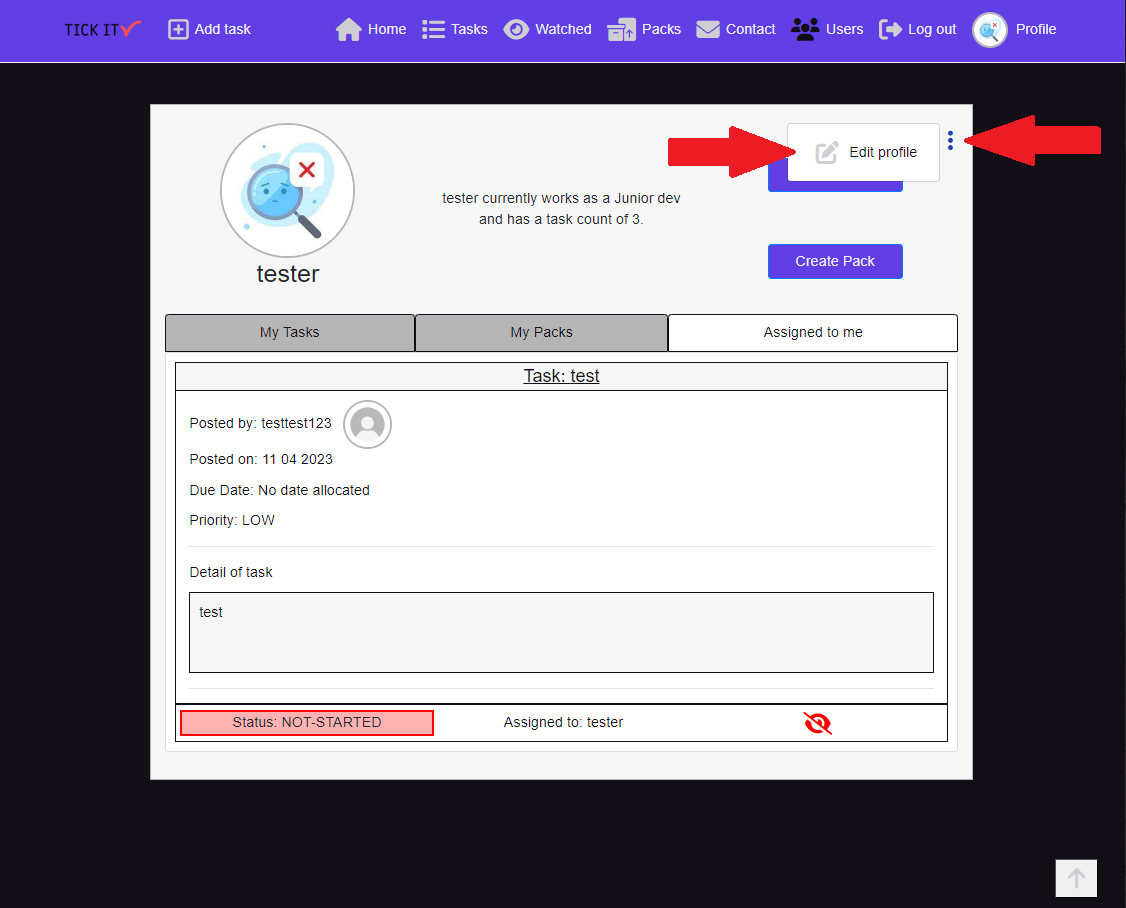 TICK IT
Add task
Home
Tasks
Watched
Packs
Contact
Users
Log out
Profile
Edit profile
tester currently works as a Junior dev
and has a task count of 3.
tester
Create Pack
My Tasks
My Packs
Assigned to me
Task: test
Posted by: testtest123
Posted on: 11 04 2023
Due Date: No date allocated
Priority: LOW
Detail of task
test
Status: NOT-STARTED
Assigned to: tester